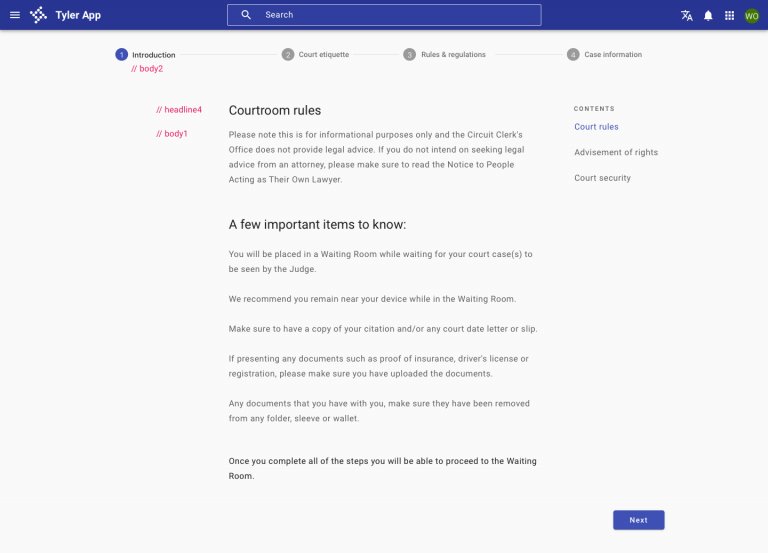 Tyler App
Search
WO
1 Introduction
2 Court etiquette
3 Rules & regulations
4 Case information
// body2
// headline4
Courtroom rules
// body1
Please note this is for informational purposes only and the Circuit Clerk's
Office does not provide legal advice. If you do not intend on seeking legal
advice from an attorney, please make sure to read the Notice to People
Acting as Their Own Lawyer.
A few important items to know:
You will be placed in a Waiting Room while waiting for your court case(s) to
be seen by the Judge.
We recommend you remain near your device while in the Waiting Room.
Make sure to have a copy of your citation and/or any court date letter or slip.
If presenting any documents such as proof of insurance, driver's license or
registration, please make sure you have uploaded the documents.
Any documents that you have with you, make sure they have been removed
from any folder, sleeve or wallet.
Once you complete all of the steps you will be able to proceed to the Waiting
Room.
CONTENTS
Court rules
Advisement of rights
Court security
Next